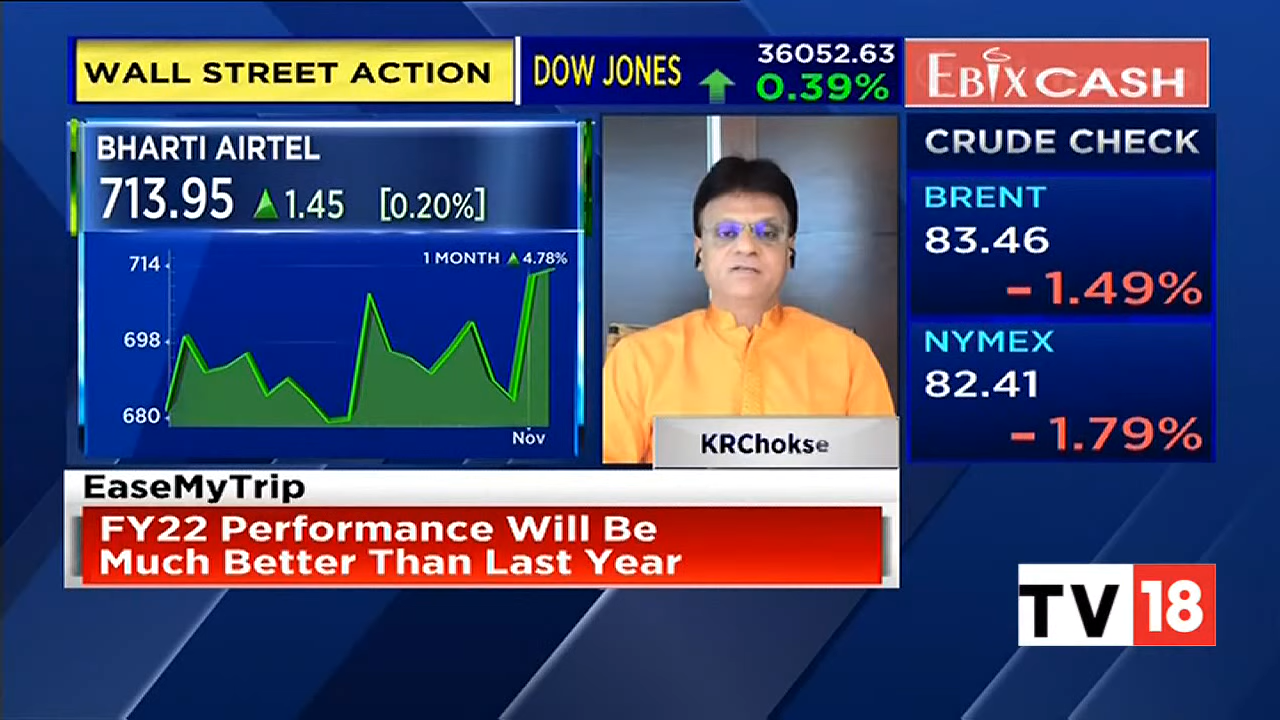 WALL STREET ACTION
DOW JONES
36052.63
0.39%
EBIXCASH
BHARTI AIRTEL
713.95 ▲ 1.45 [0.20%]
1 MONTH ▲ 4.78%
714
698
680
Nov
KRChokse
CRUDE CHECK
BRENT
83.46
– 1.49%
NYMEX
82.41
– 1.79%
EaseMyTrip
FY22 Performance Will Be
Much Better Than Last Year
TV18